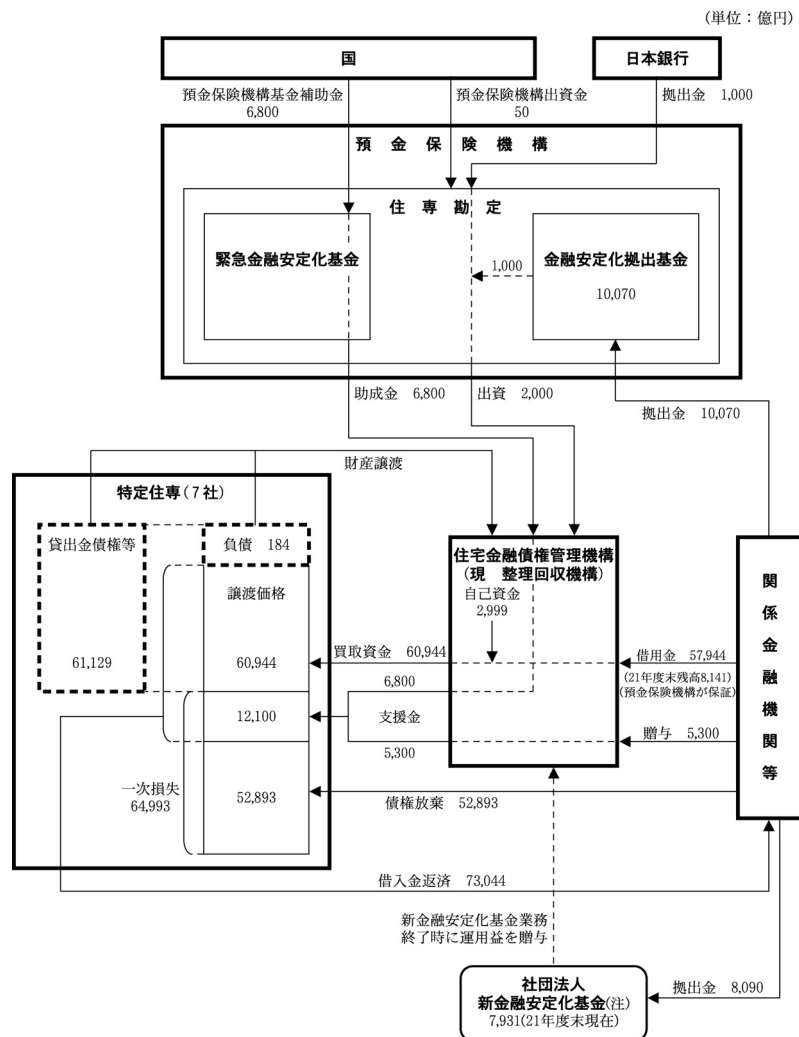 (単位:億円)
国
日本銀行
預金保険機構基金補助金
6,800
預金保険機構出資金
50
拠出金 1,000
預金保険機構
住専勘定
緊急金融安定化基金
1,000
金融安定化拠出基金
10,070
助成金 6,800
出資 2,000
拠出金 10,070
財産譲渡
特定住専(7社)
貸出金債権等
61,129
負債 184
譲渡価格
60,944
12,100
52,893
一次損失
64,993
住宅金融債権管理機構
(現 整理回収機構)
自己資金
2,999
買取資金 60,944
6,800
支援金
5,300
借用金 57,944
(21年度末残高8,141)
(預金保険機構が保証)
贈与 5,300
関係金融機関等
債権放棄 52,893
借入金返済 73,044
新金融安定化基金業務
終了時に運用益を贈与
社団法人
新金融安定化基金(注)
7,931(21年度末現在)
拠出金 8,090